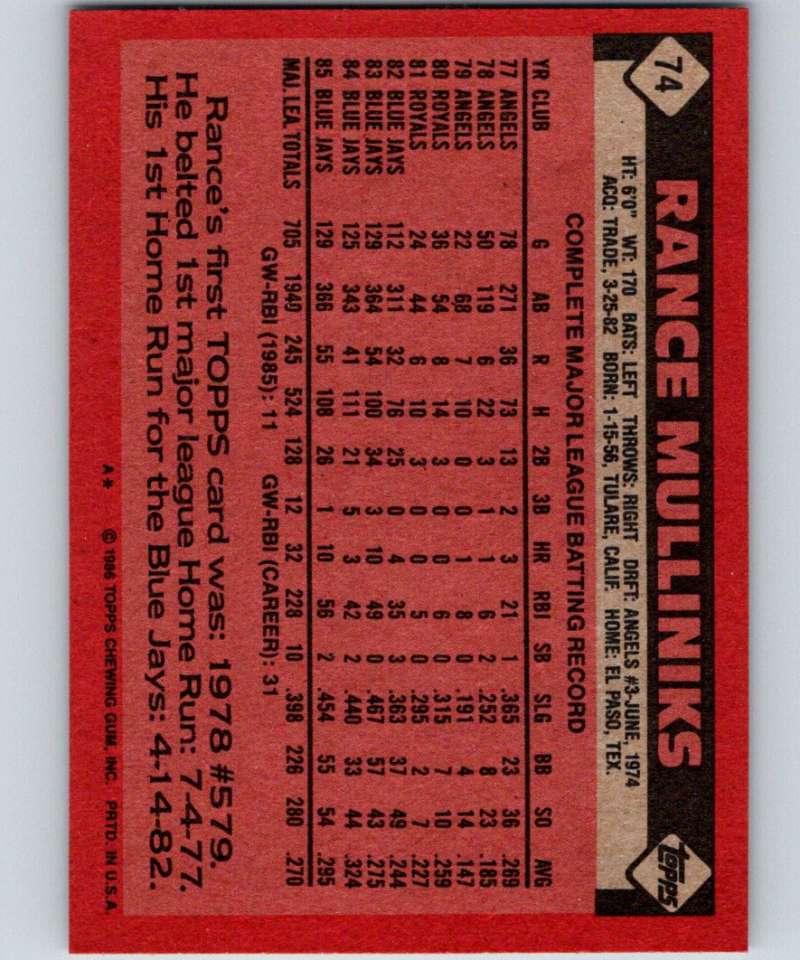 74 RANCE MULLINIKS topps
HT: 6'0" WT: 170 BATS: LEFT THROWS: RIGHT DRFT: ANGELS #3-JUNE, 1974
ACQ: TRADE, 3-25-82 BORN: 1-15-56, TULARE, CALIF. HOME: EL PASO, TEX.
COMPLETE MAJOR LEAGUE BATTING RECORD
YR CLUB G AB R H 2B 3B HR RBI SB SLG BB SO AVG
77 ANGELS 78 271 36 73 13 2 3 21 1 .365 23 36 .269
78 ANGELS 50 119 6 22 3 1 1 6 2 .252 8 23 .185
79 ANGELS 22 68 7 10 0 0 1 8 0 .191 4 14 .147
80 ROYALS 36 54 8 14 3 0 0 6 0 .315 7 10 .259
81 ROYALS 24 44 6 10 3 0 0 5 0 .295 2 7 .227
82 BLUE JAYS 112 311 32 76 25 0 4 35 3 .363 37 49 .244
83 BLUE JAYS 129 364 54 100 34 3 10 49 0 .467 57 43 .275
84 BLUE JAYS 125 343 41 111 21 5 3 42 2 .440 33 44 .324
85 BLUE JAYS 129 366 55 108 26 1 10 56 2 .454 55 54 .295
MAJ. LEA. TOTALS 705 1940 245 524 128 12 32 228 10 .398 226 280 .270
GW-RBI (1985): 11 GW-RBI (CAREER): 31
Rance's first TOPPS card was: 1978 #579.
He belted 1st major league Home Run: 7-4-77.
His 1st Home Run for the Blue Jays: 4-14-82.
A* © 1986 TOPPS CHEWING GUM, INC. PRTD. IN U.S.A.